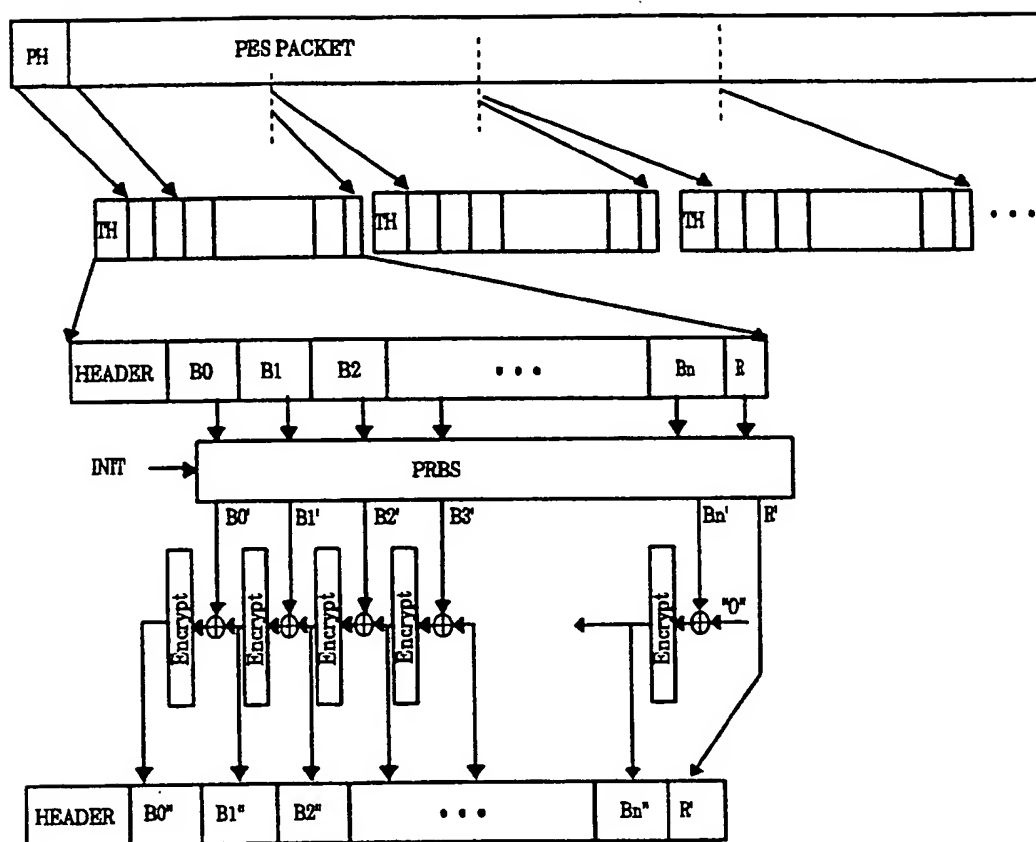 PH PES PACKET
TH TH TH • • •
HEADER B0 B1 B2 • • • Bn R
INIT PRBS
B0' B1' B2' B3' Bn' R'
Encrypt Encrypt Encrypt Encrypt Encrypt "0"
HEADER B0" B1" B2" • • • Bn" R'